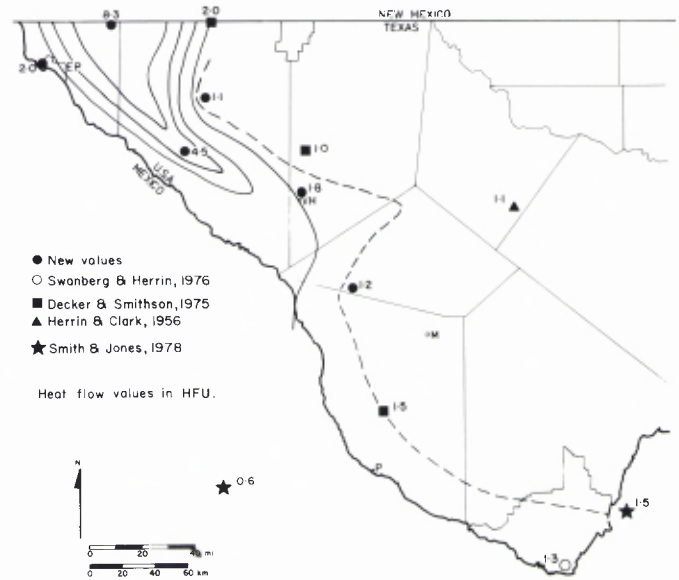 NEW MEXICO
TEXAS
8·3
2·0
2·0
EP
1·1
4·5
1·0
1·8
H
1·1
USA
MEXICO
1·2
M
New values
Swanberg & Herrin, 1976
Decker & Smithson, 1975
Herrin & Clark, 1956
Smith & Jones, 1978
Heat flow values in HFU.
1·5
P
N
0·6
1·5
1·3
0 20 40 mi
0 20 40 60 km